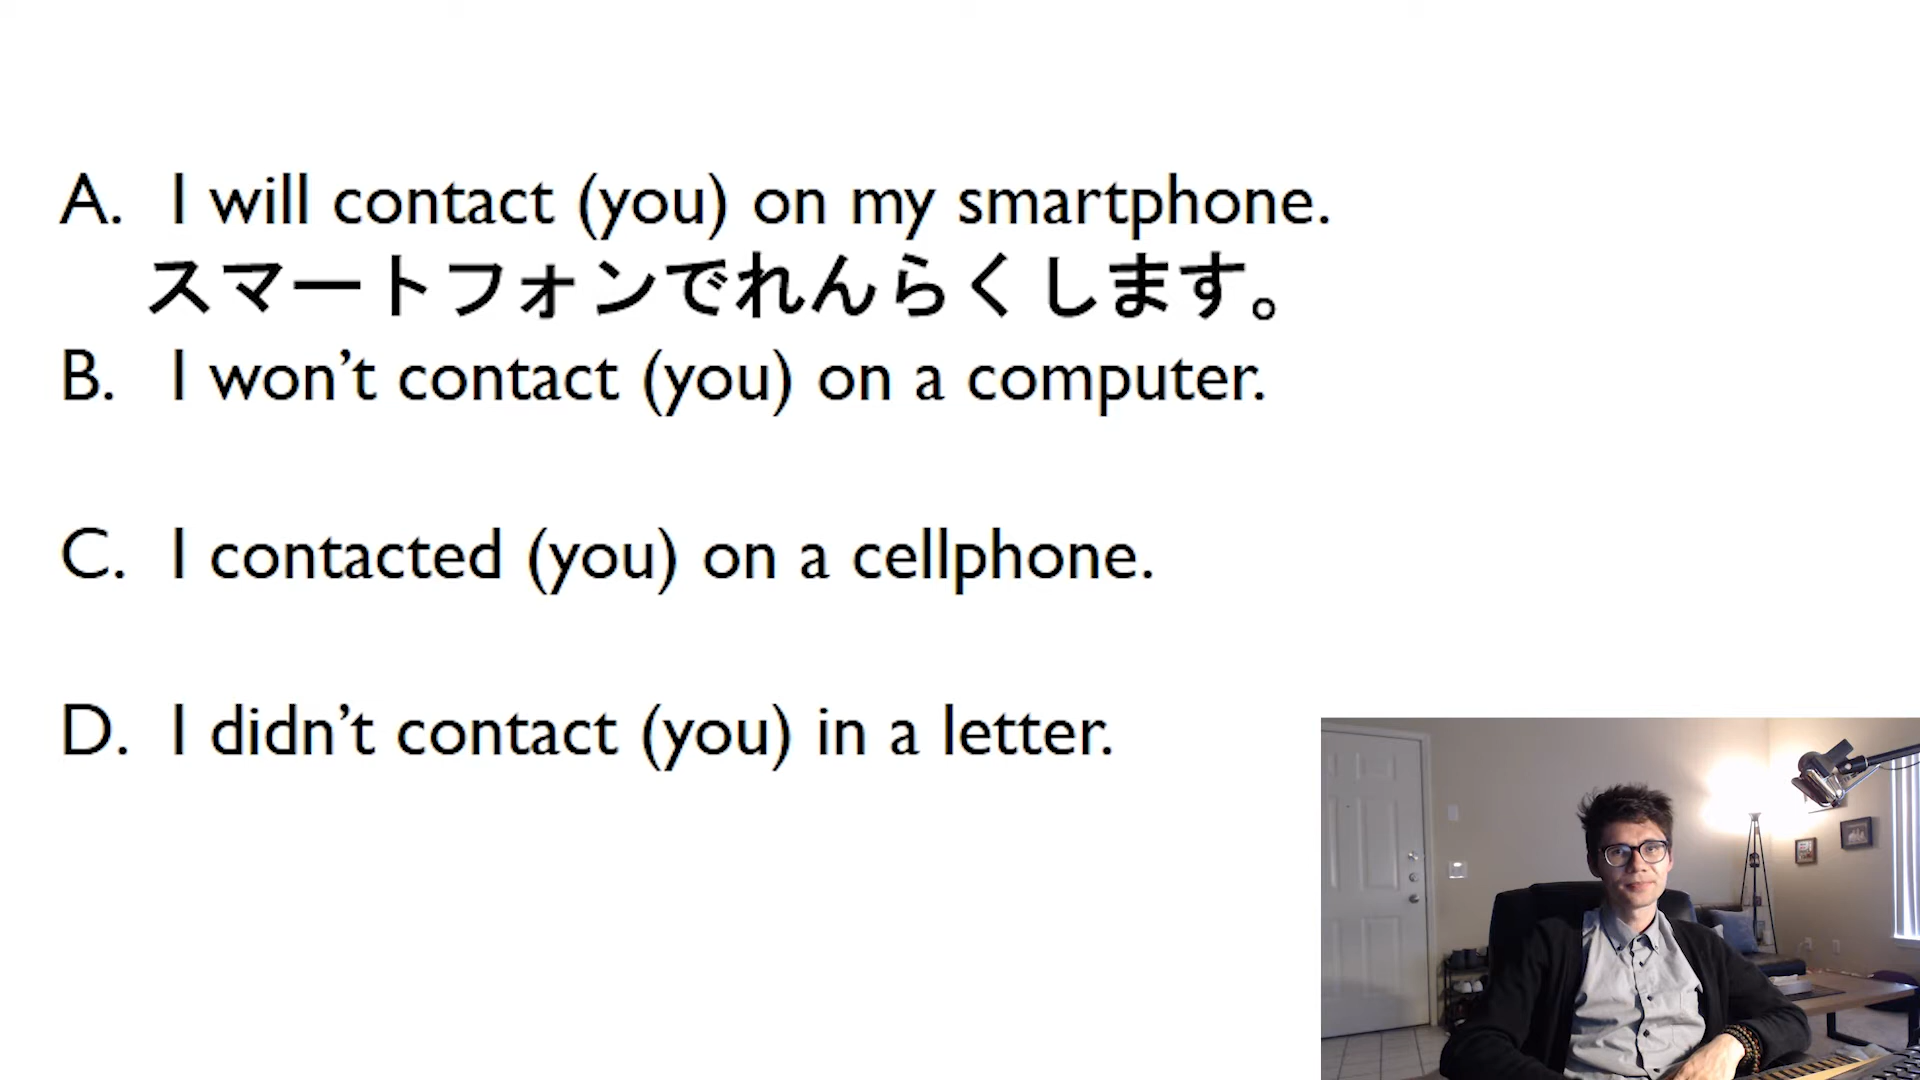 A. I will contact (you) on my smartphone.
スマートフォンでれんらくします。
B. I won’t contact (you) on a computer.
C. I contacted (you) on a cellphone.
D. I didn’t contact (you) in a letter.